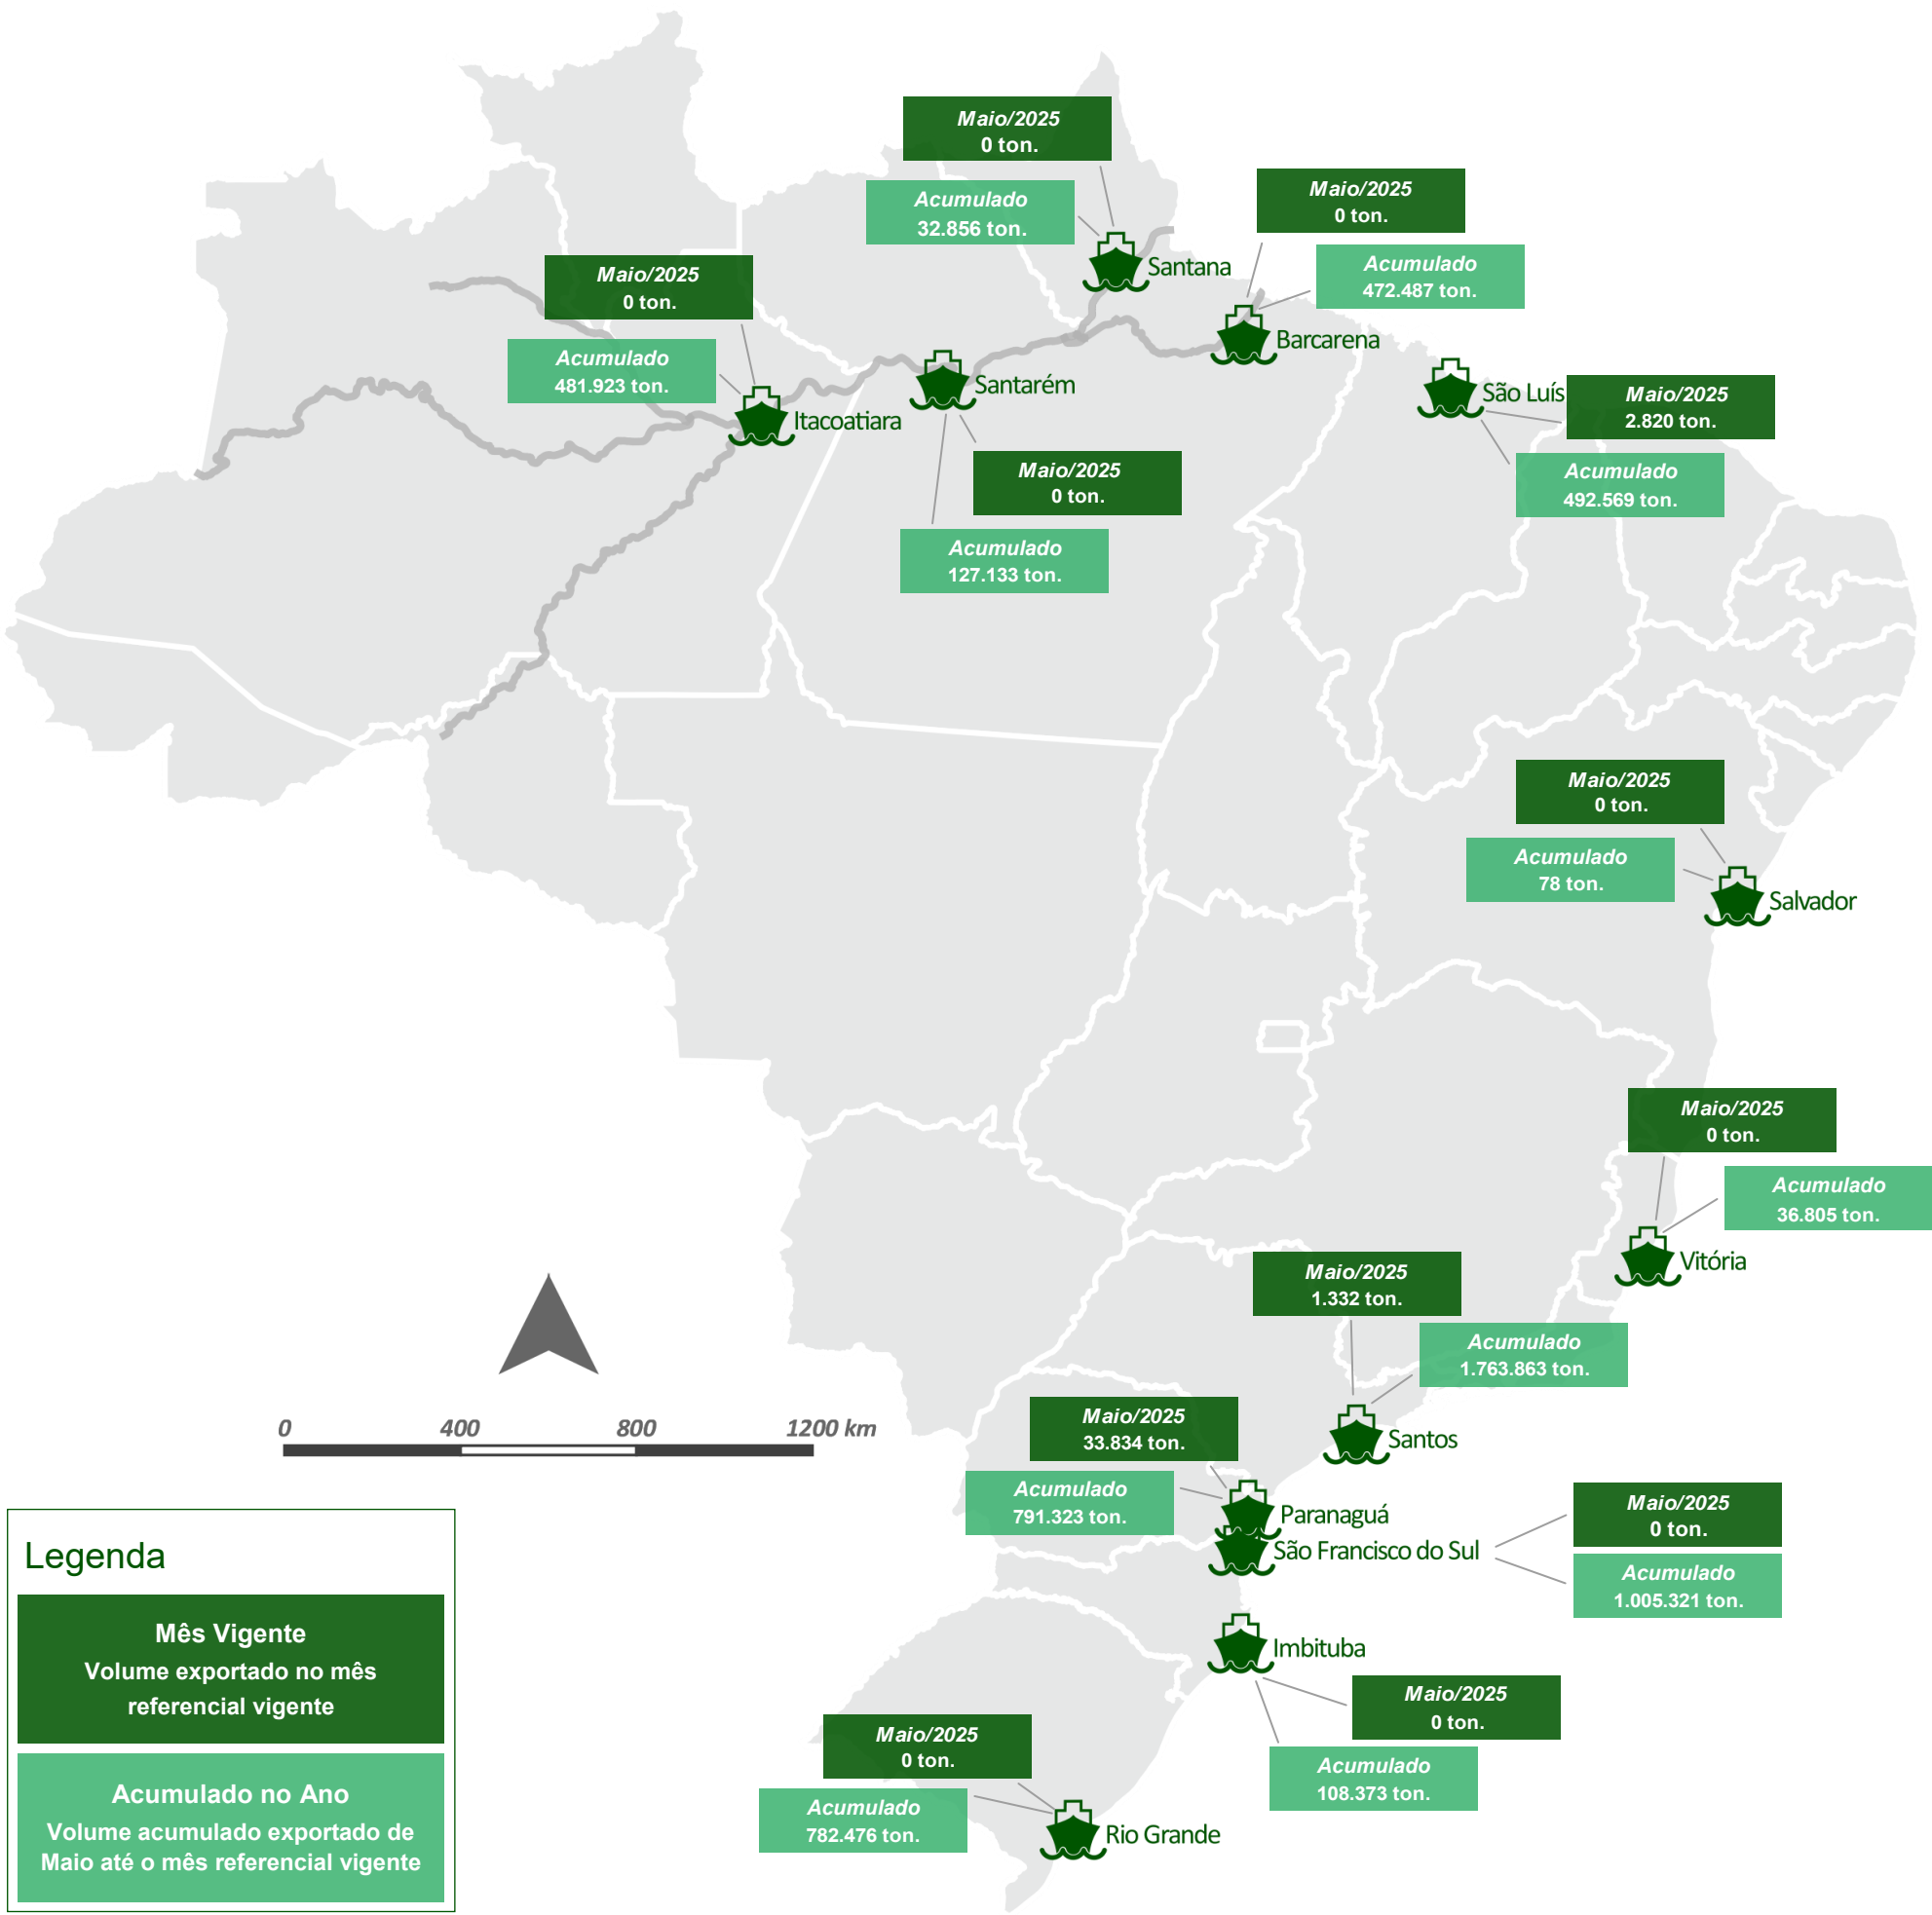 Maio/2025
0 ton.
Acumulado
32.856 ton.
Santana
Maio/2025
0 ton.
Acumulado
472.487 ton.
Barcarena
Maio/2025
0 ton.
Acumulado
481.923 ton.
Itacoatiara
Santarém
Maio/2025
0 ton.
Acumulado
127.133 ton.
São Luís
Maio/2025
2.820 ton.
Acumulado
492.569 ton.
Maio/2025
0 ton.
Acumulado
78 ton.
Salvador
Maio/2025
0 ton.
Acumulado
36.805 ton.
Vitória
Maio/2025
1.332 ton.
Acumulado
1.763.863 ton.
Santos
Maio/2025
33.834 ton.
Acumulado
791.323 ton.
Paranaguá
São Francisco do Sul
Maio/2025
0 ton.
Acumulado
1.005.321 ton.
Imbituba
Maio/2025
0 ton.
Acumulado
108.373 ton.
Maio/2025
0 ton.
Acumulado
782.476 ton.
Rio Grande
0 400 800 1200 km
Legenda
Mês Vigente
Volume exportado no mês
referencial vigente
Acumulado no Ano
Volume acumulado exportado de
Maio até o mês referencial vigente